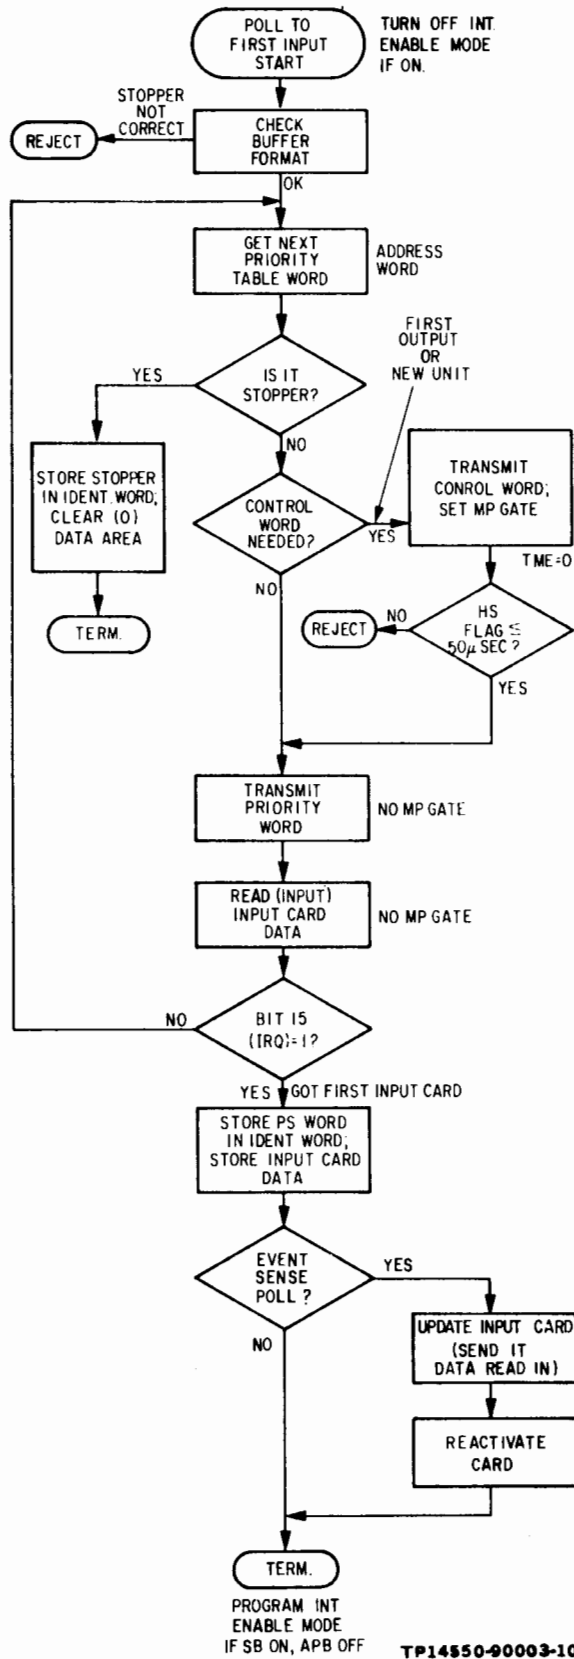 POLL TO
FIRST INPUT
START
TURN OFF INT.
ENABLE MODE
IF ON.
STOPPER
NOT
CORRECT
REJECT
CHECK
BUFFER
FORMAT
OK
GET NEXT
PRIORITY
TABLE WORD
ADDRESS
WORD
FIRST
OUTPUT
OR
NEW UNIT
YES
IS IT
STOPPER?
NO
STORE STOPPER
IN IDENT. WORD;
CLEAR (0)
DATA AREA
TERM.
CONTROL
WORD
NEEDED?
YES
NO
TRANSMIT
CONROL WORD;
SET MP GATE
TME=0
HS
FLAG ≤
50µ SEC?
NO
REJECT
YES
TRANSMIT
PRIORITY
WORD
NO MP GATE
READ (INPUT)
INPUT CARD
DATA
NO MP GATE
NO
BIT 15
(IRQ)=1?
YES
GOT FIRST INPUT CARD
STORE PS WORD
IN IDENT WORD;
STORE INPUT CARD
DATA
EVENT
SENSE
POLL?
YES
NO
UPDATE INPUT CARD
(SEND IT
DATA READ IN)
REACTIVATE
CARD
TERM.
PROGRAM INT
ENABLE MODE
IF SB ON, APB OFF
TP14550-90003-10